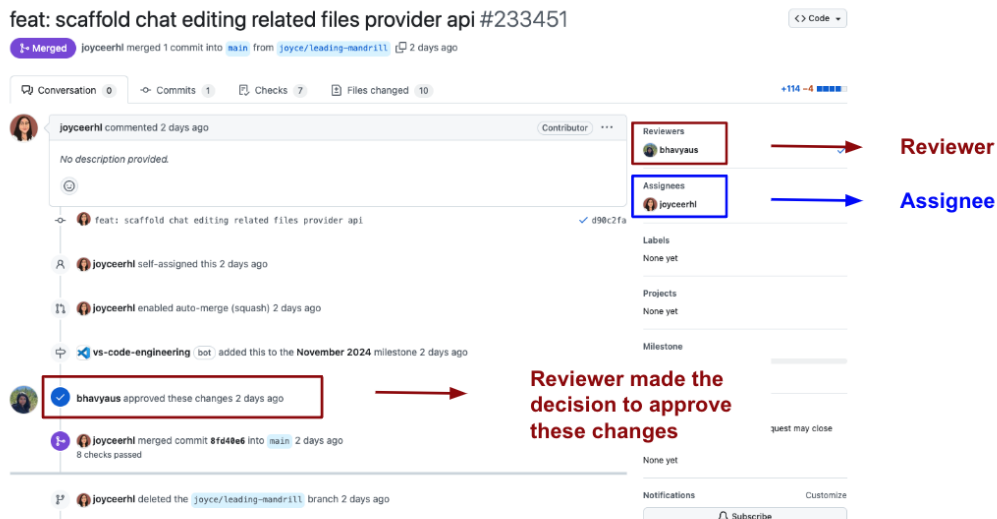 feat: scaffold chat editing related files provider api #233451
<> Code
Merged joyceerhl merged 1 commit into main from joyce/leading-mandrill 2 days ago
Conversation 0 Commits 1 Checks 7 Files changed 10
+114 −4
joyceerhl commented 2 days ago Contributor ...
No description provided.
feat: scaffold chat editing related files provider api d90c2fa
joyceerhl self-assigned this 2 days ago
joyceerhl enabled auto-merge (squash) 2 days ago
vs-code-engineering bot added this to the November 2024 milestone 2 days ago
bhavyaus approved these changes 2 days ago
joyceerhl merged commit 8fd40e6 into main 2 days ago
8 checks passed
joyceerhl deleted the joyce/leading-mandrill branch 2 days ago
Reviewers
bhavyaus
Assignees
joyceerhl
Labels
None yet
Projects
None yet
Milestone
quest may close
None yet
Notifications Customize
Subscribe
Reviewer
Assignee
Reviewer made the
decision to approve
these changes